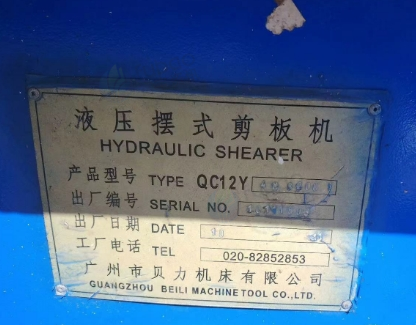 液压摆式剪板机
HYDRAULIC SHEARER
产品型号 TYPE QC12Y
出厂编号 SERIAL NO.
出厂日期 DATE
工厂电话 TEL 020-82852853
广州市贝力机床有限公司
GUANGZHOU BEILI MACHINE TOOL CO.,LTD.